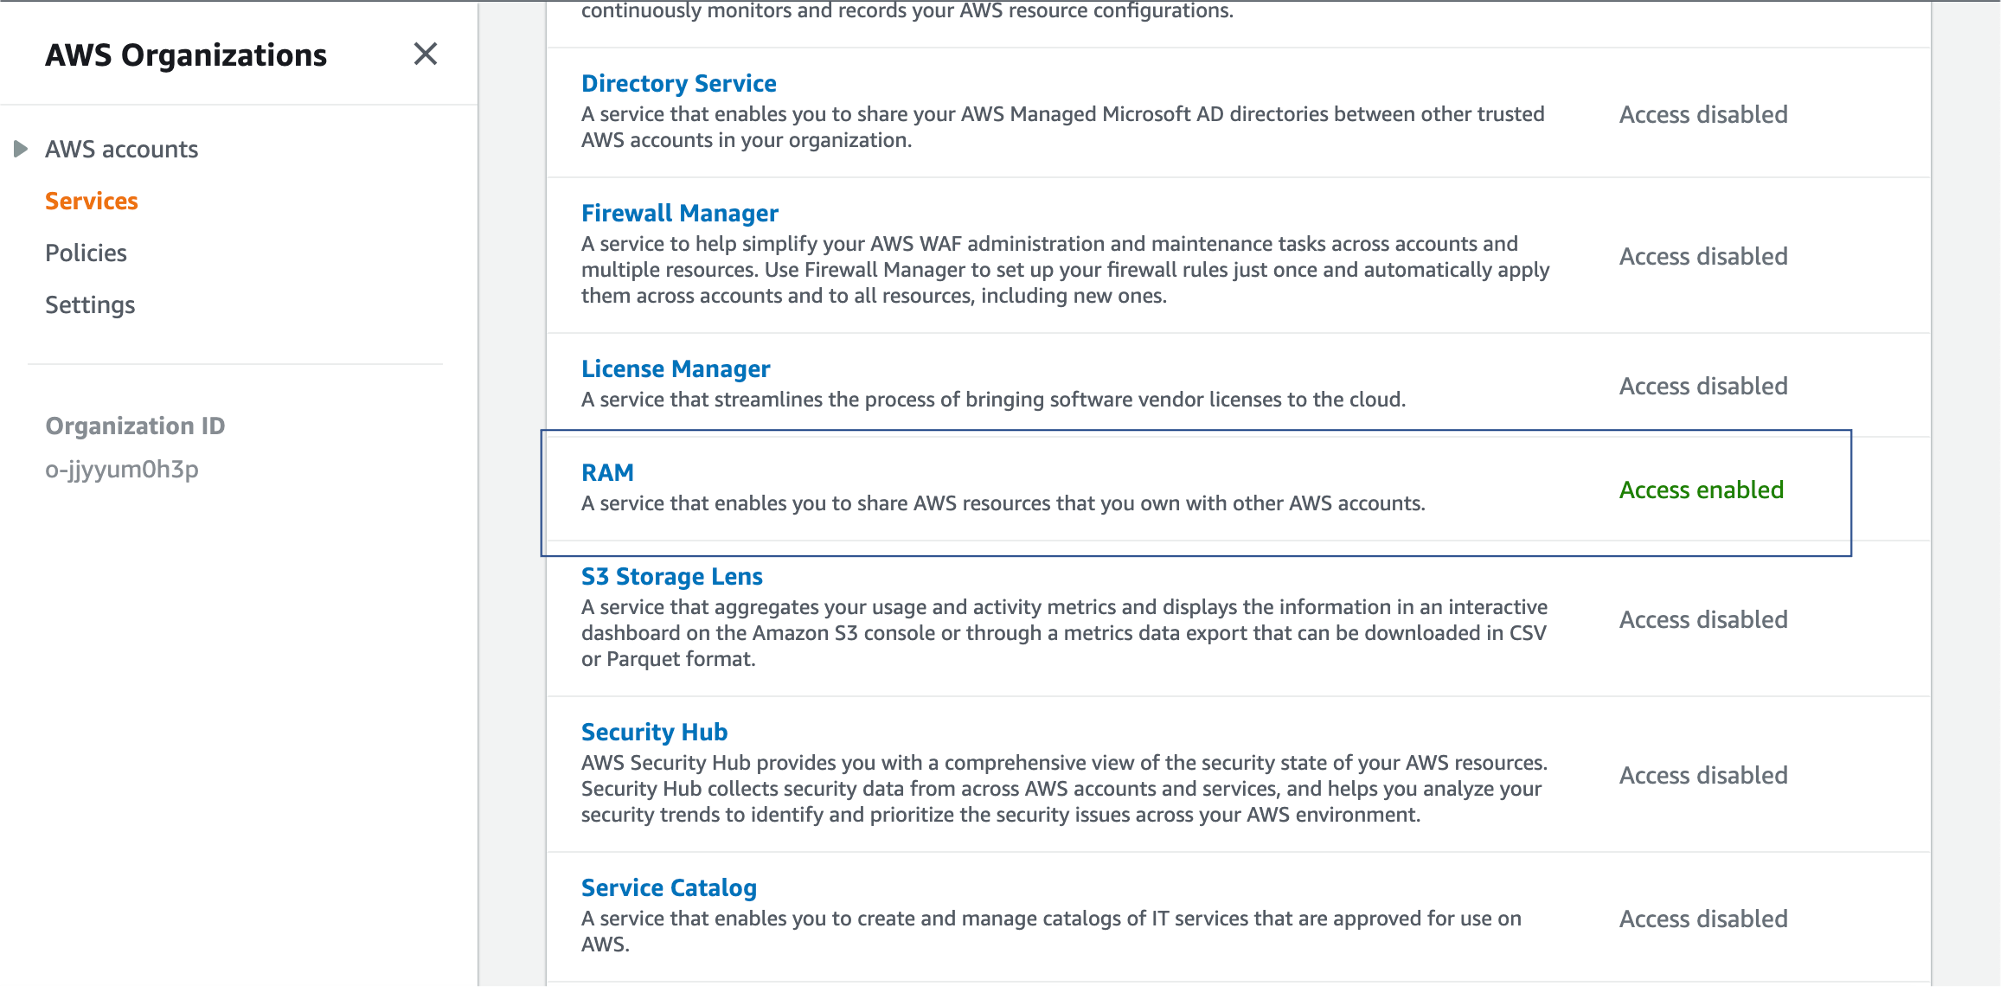 AWS Organizations
AWS accounts
Services
Policies
Settings
Organization ID
o-jjyyum0h3p
continuously monitors and records your AWS resource configurations.
Directory Service
A service that enables you to share your AWS Managed Microsoft AD directories between other trusted
AWS accounts in your organization.
Access disabled
Firewall Manager
A service to help simplify your AWS WAF administration and maintenance tasks across accounts and
multiple resources. Use Firewall Manager to set up your firewall rules just once and automatically apply
them across accounts and to all resources, including new ones.
Access disabled
License Manager
A service that streamlines the process of bringing software vendor licenses to the cloud.
Access disabled
RAM
A service that enables you to share AWS resources that you own with other AWS accounts.
Access enabled
S3 Storage Lens
A service that aggregates your usage and activity metrics and displays the information in an interactive
dashboard on the Amazon S3 console or through a metrics data export that can be downloaded in CSV
or Parquet format.
Access disabled
Security Hub
AWS Security Hub provides you with a comprehensive view of the security state of your AWS resources.
Security Hub collects security data from across AWS accounts and services, and helps you analyze your
security trends to identify and prioritize the security issues across your AWS environment.
Access disabled
Service Catalog
A service that enables you to create and manage catalogs of IT services that are approved for use on
AWS.
Access disabled